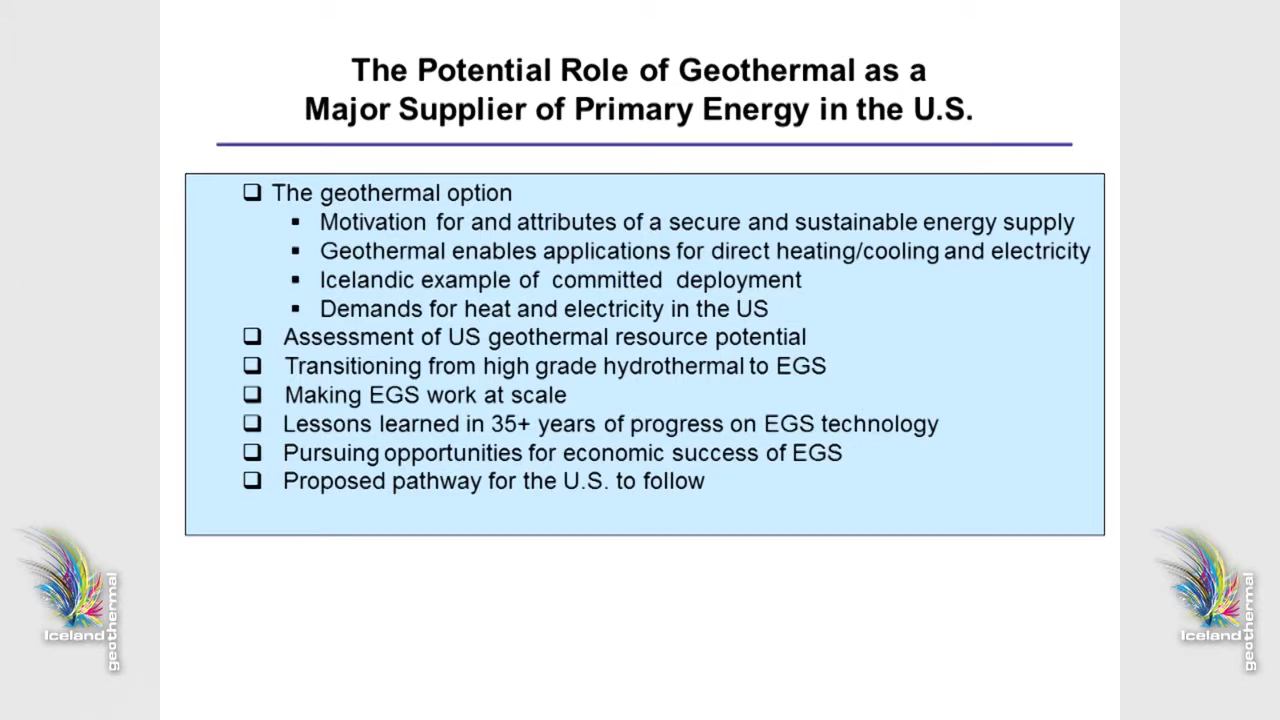 The Potential Role of Geothermal as a
Major Supplier of Primary Energy in the U.S.
❑ The geothermal option
▪ Motivation for and attributes of a secure and sustainable energy supply
▪ Geothermal enables applications for direct heating/cooling and electricity
▪ Icelandic example of committed deployment
▪ Demands for heat and electricity in the US
❑ Assessment of US geothermal resource potential
❑ Transitioning from high grade hydrothermal to EGS
❑ Making EGS work at scale
❑ Lessons learned in 35+ years of progress on EGS technology
❑ Pursuing opportunities for economic success of EGS
❑ Proposed pathway for the U.S. to follow
Iceland
geothermal
Iceland
geothermal